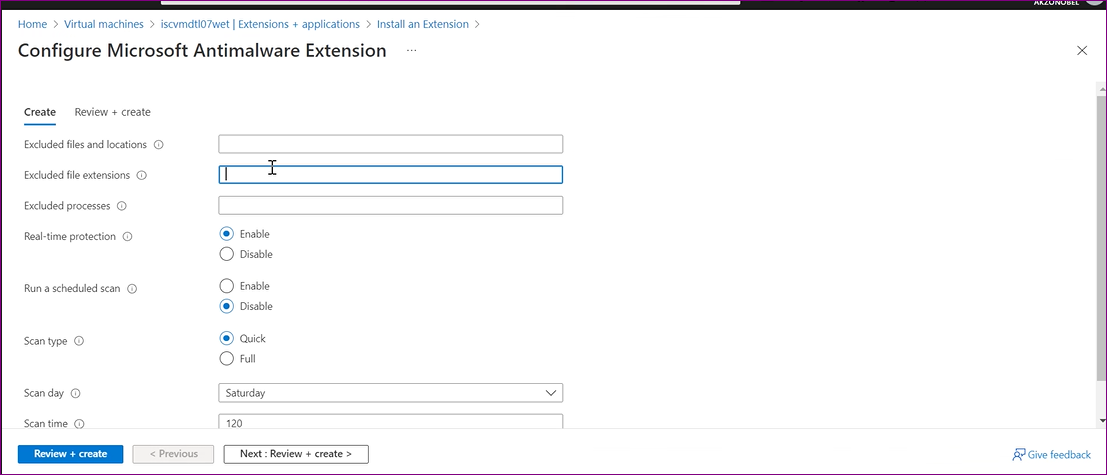 AKZONOBEL
Home > Virtual machines > iscvmdtl07wet | Extensions + applications > Install an Extension >
Configure Microsoft Antimalware Extension ...
Create Review + create
Excluded files and locations
Excluded file extensions
Excluded processes
Real-time protection
Enable
Disable
Run a scheduled scan
Enable
Disable
Scan type
Quick
Full
Scan day
Saturday
Scan time
120
Review + create < Previous Next : Review + create > Give feedback